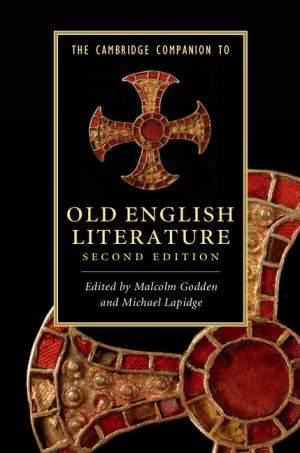 THE CAMBRIDGE COMPANION TO
OLD ENGLISH
LITERATURE
SECOND EDITION
Edited by Malcolm Godden
and Michael Lapidge